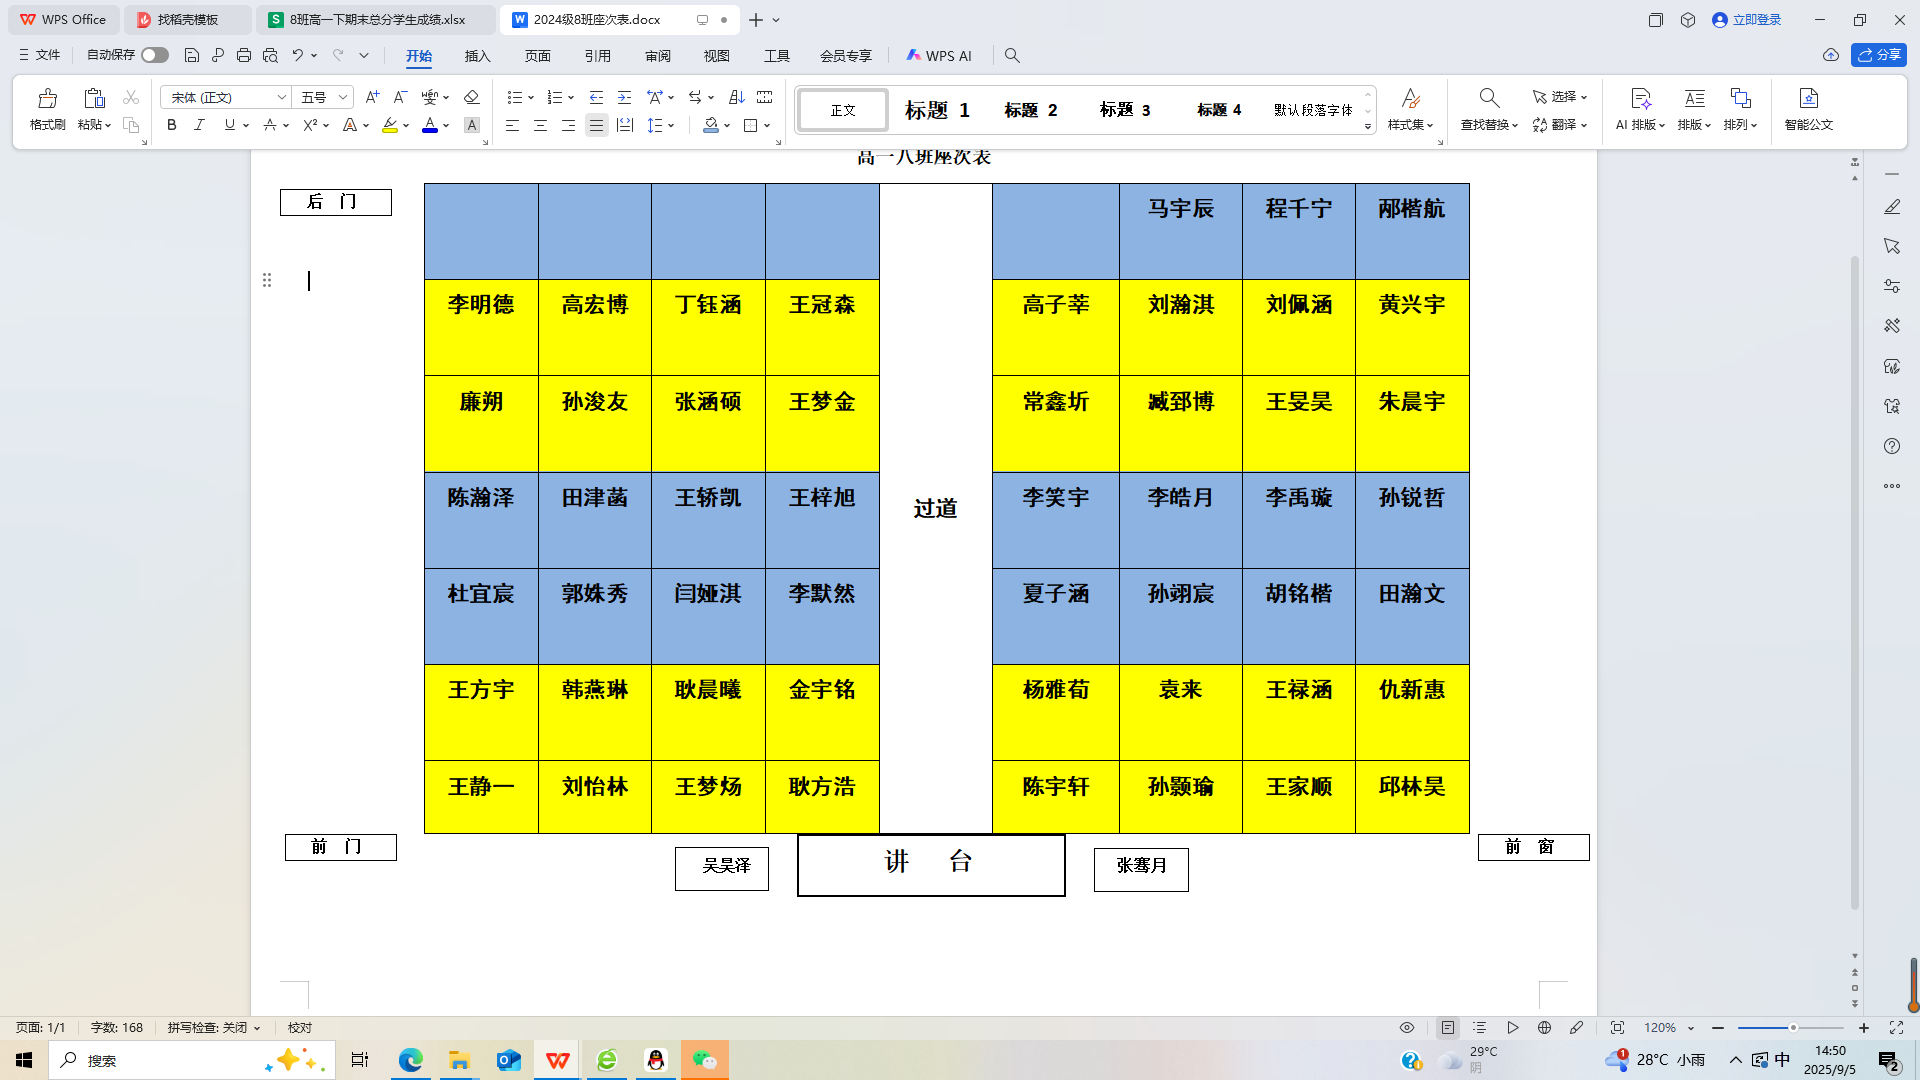 WPS Office
找稻壳模板
8班高一下期末总分学生成绩.xlsx
2024级8班座次表.docx
立即登录
文件
自动保存
开始
插入
页面
引用
审阅
视图
工具
会员专享
WPS AI
分享
格式刷
粘贴
宋体 (正文)
五号
正文
标题 1
标题 2
标题 3
标题 4
默认段落字体
样式集
查找替换
选择
翻译
AI 排版
排版
排列
智能公文
高一八班座次表
后 门
马宇辰 程千宁 邴楷航
李明德 高宏博 丁钰涵 王冠森 高子莘 刘瀚淇 刘佩涵 黄兴宇
廉朔 孙浚友 张涵硕 王梦金 常鑫圻 臧郅博 王旻昊 朱晨宇
陈瀚泽 田津菡 王轿凯 王梓旭 过道 李笑宇 李皓月 李禹璇 孙锐哲
杜宜宸 郭姝秀 闫娅淇 李默然 夏子涵 孙翊宸 胡铭楷 田瀚文
王方宇 韩燕琳 耿晨曦 金宇铭 杨雅荀 袁来 王禄涵 仇新惠
王静一 刘怡林 王梦炀 耿方浩 陈宇轩 孙颢瑜 王家顺 邱林昊
前 门
吴昊泽
讲 台
张骞月
前 窗
页面: 1/1
字数: 168
拼写检查: 关闭
校对
120%
搜索
29°C
阴
1
28°C 小雨
中
14:50
2025/9/5
2